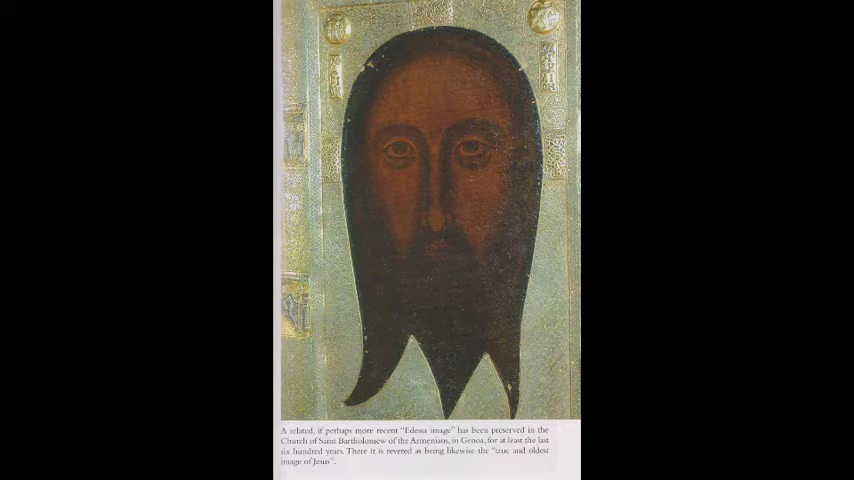 A related, if perhaps more recent "Edessa image" has been preserved in the
Church of Saint Bartholomew of the Armenians, in Genoa, for at least the last
six hundred years. There it is revered as being likewise the "true and oldest
image of Jesus".